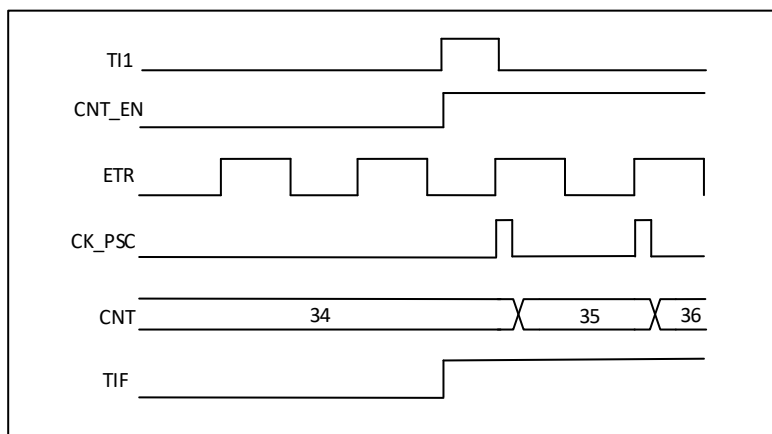 TI1
CNT_EN
ETR
CK_PSC
CNT 34 35 36
TIF